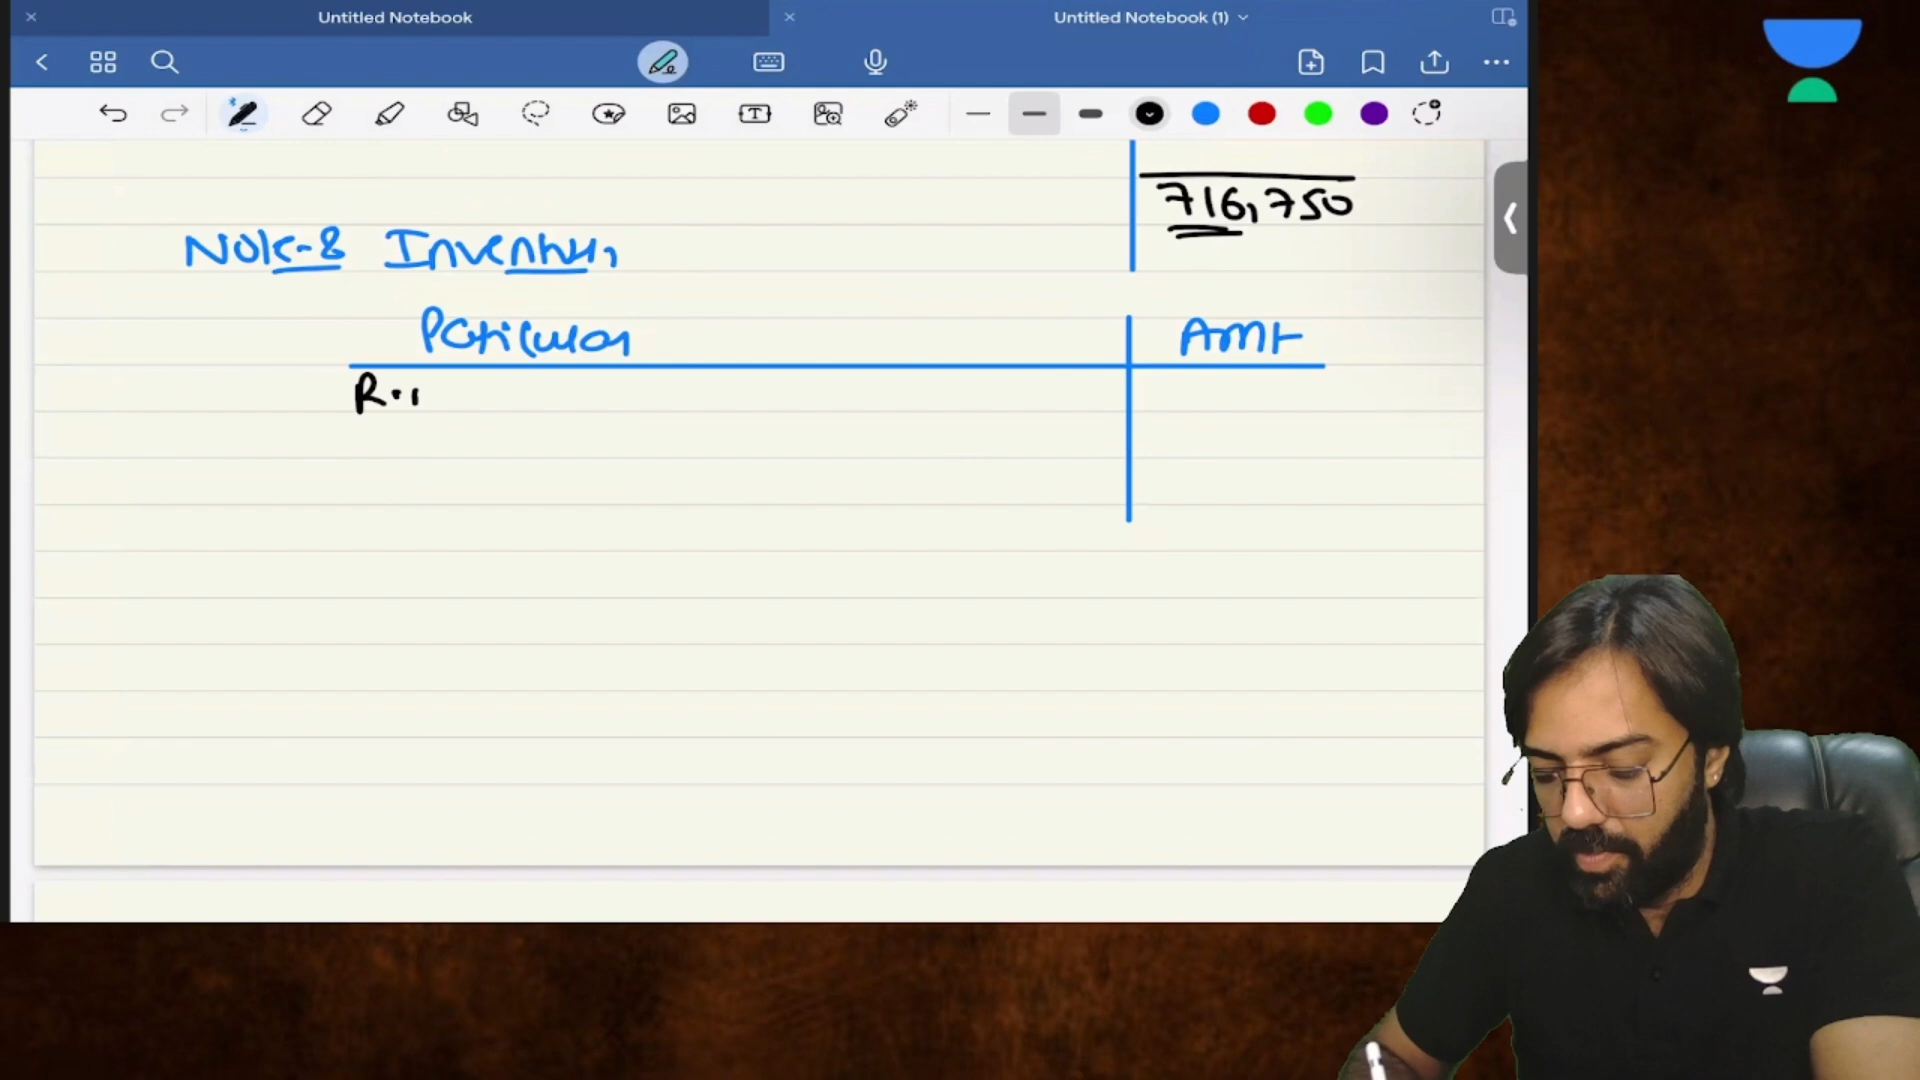 Untitled Notebook
Untitled Notebook (1)
716,750
Note-8 Inventory
Particular
Amt
R.